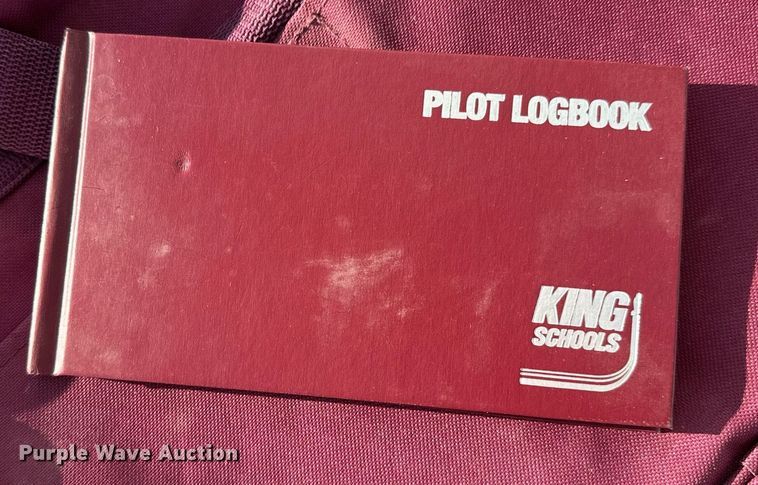 PILOT LOGBOOK
KING
SCHOOLS
Purple Wave Auction